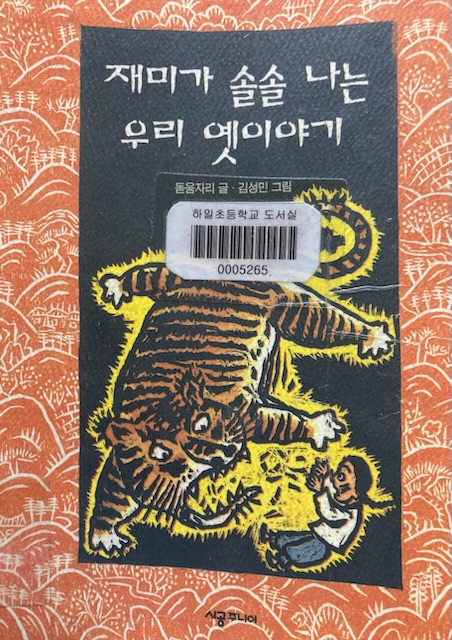 재미가 솔솔 나는
우리 옛이야기
돋움자리 글·김성민 그림
하일초등학교 도서실
0005265
시공주니어